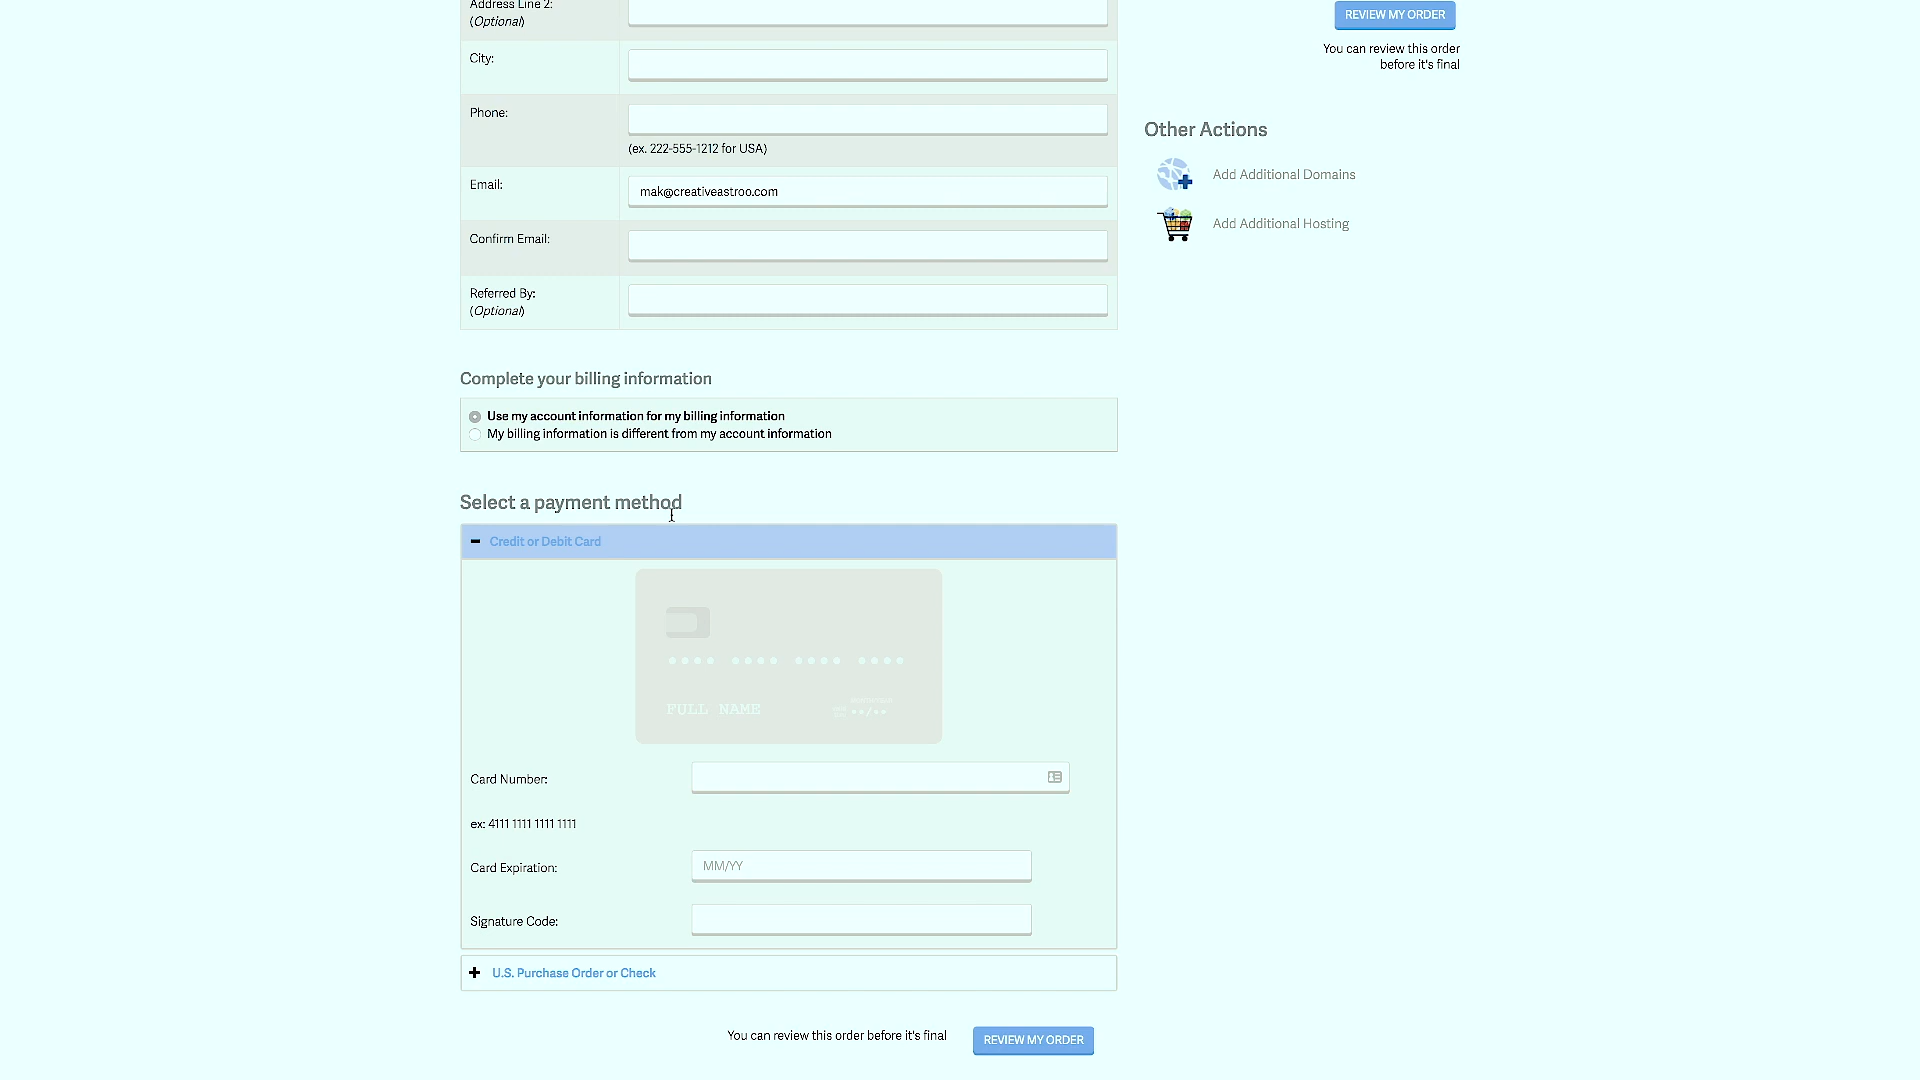 Address Line 2:
(Optional)
City:
Phone:
(ex. 222-555-1212 for USA)
Email:
mak@creativeastroo.com
Confirm Email:
Referred By:
(Optional)
Complete your billing information
Use my account information for my billing information
My billing information is different from my account information
Select a payment method
Credit or Debit Card
FULL NAME
Card Number:
ex: 4111 1111 1111 1111
Card Expiration:
MM/YY
Signature Code:
U.S. Purchase Order or Check
You can review this order before it's final
REVIEW MY ORDER
REVIEW MY ORDER
You can review this order
before it's final
Other Actions
Add Additional Domains
Add Additional Hosting